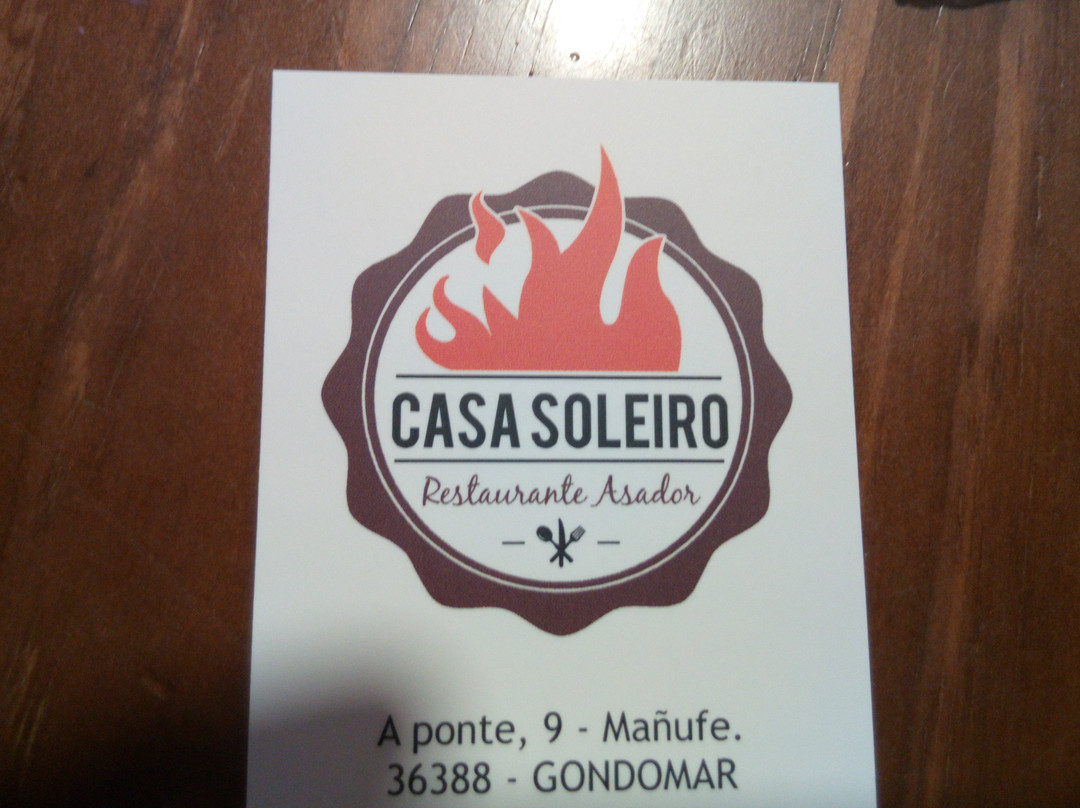 CASA SOLEIRO
Restaurante Asador
A ponte, 9 - Mañufe.
36388 - GONDOMAR